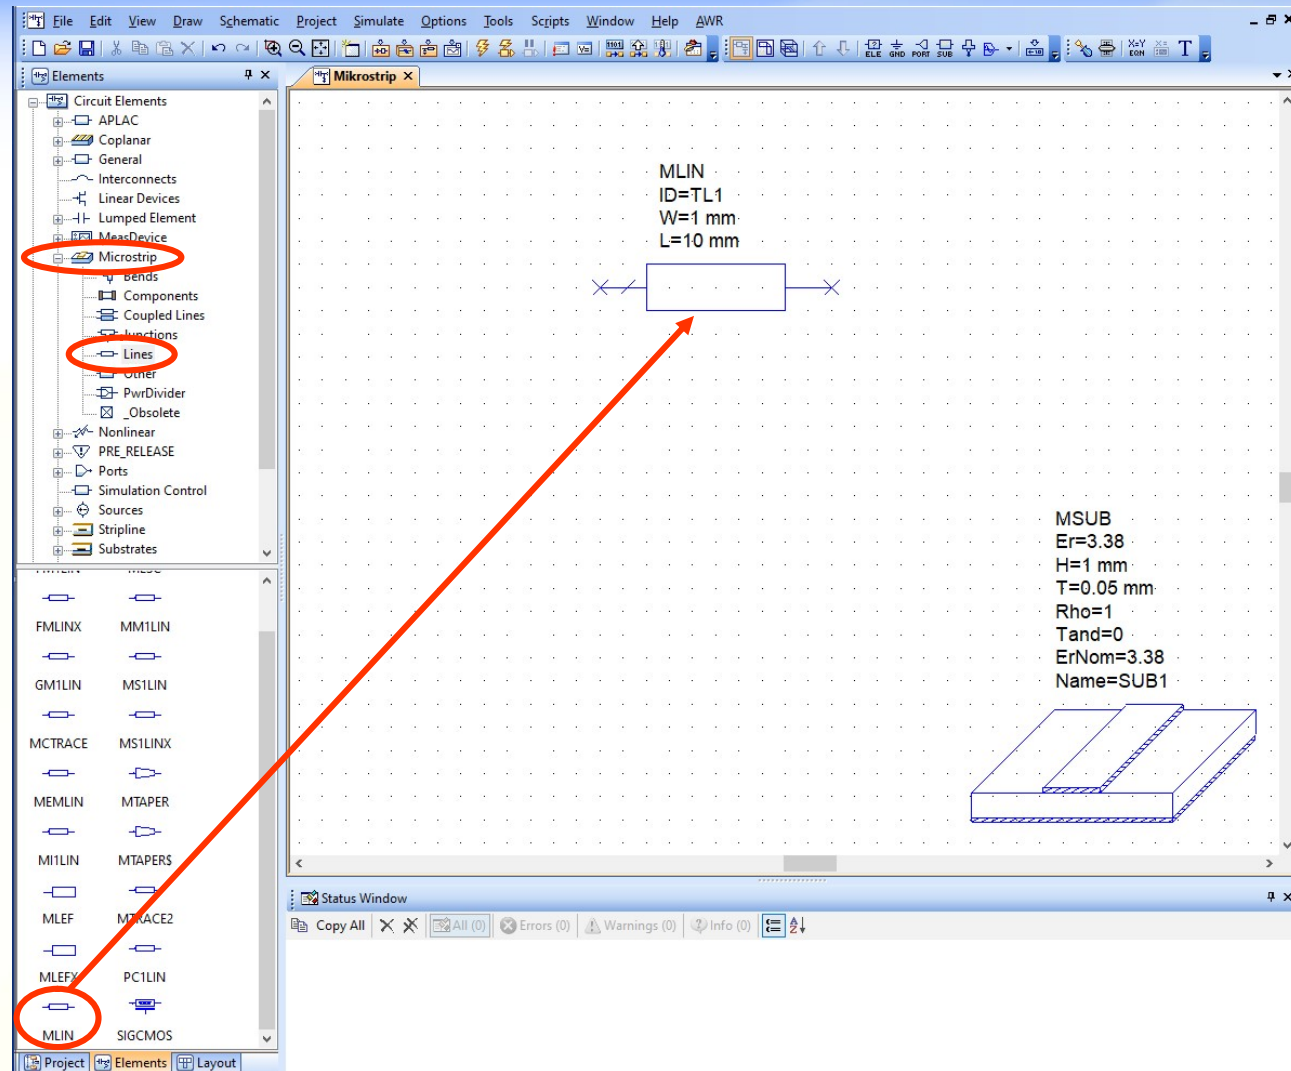 File Edit View Draw Schematic Project Simulate Options Tools Scripts Window Help AWR
ELE GND PORT SUB X=Y EQN T
Elements
Mikrostrip
Circuit Elements
APLAC
Coplanar
General
Interconnects
Linear Devices
Lumped Element
MeasDevice
Microstrip
Bends
Components
Coupled Lines
Junctions
Lines
Other
PwrDivider
_Obsolete
Nonlinear
PRE_RELEASE
Ports
Simulation Control
Sources
Stripline
Substrates
FMLINX MM1LIN
GM1LIN MS1LIN
MCTRACE MS1LINX
MEMLIN MTAPER
MI1LIN MTAPER$
MLEF MTRACE2
MLEFX PC1LIN
MLIN SIGCMOS
Project Elements Layout
MLIN
ID=TL1
W=1 mm
L=10 mm
MSUB
Er=3.38
H=1 mm
T=0.05 mm
Rho=1
Tand=0
ErNom=3.38
Name=SUB1
Status Window
Copy All All (0) Errors (0) Warnings (0) Info (0)